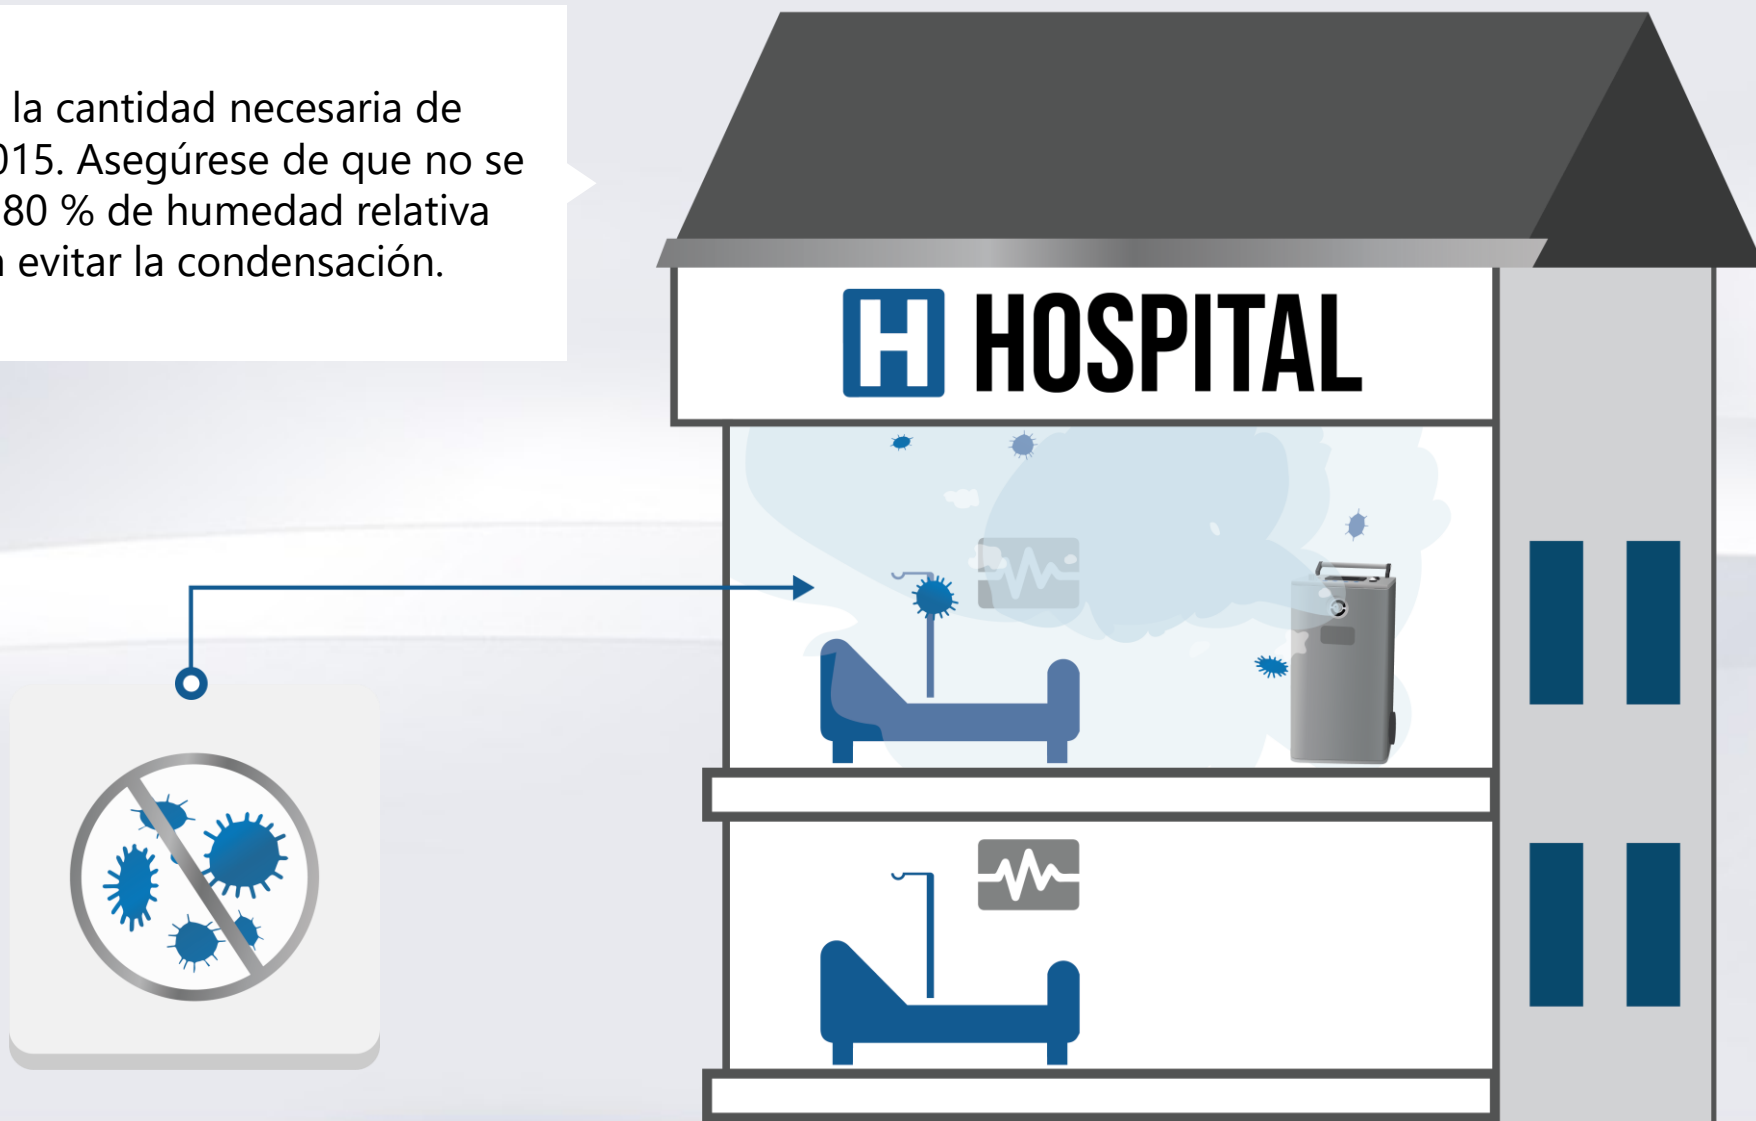 la cantidad necesaria de
015. Asegúrese de que no se
80 % de humedad relativa
evitar la condensación.
H HOSPITAL